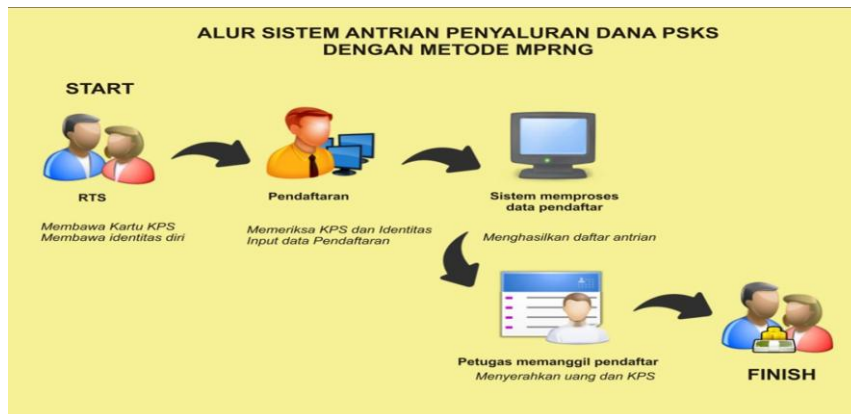 ALUR SISTEM ANTRIAN PENYALURAN DANA PSKS
DENGAN METODE MPRNG
START
RTS
Membawa Kartu KPS
Membawa identitas diri
Pendaftaran
Memeriksa KPS dan Identitas
Input data Pendaftaran
Sistem memproses
data pendaftar
Menghasilkan daftar antrian
Petugas memanggil pendaftar
Menyerahkan uang dan KPS
FINISH